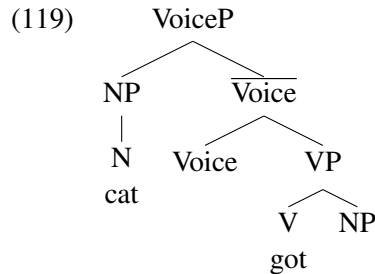 (119) VoiceP
NP Voice
N Voice VP
cat V NP
got